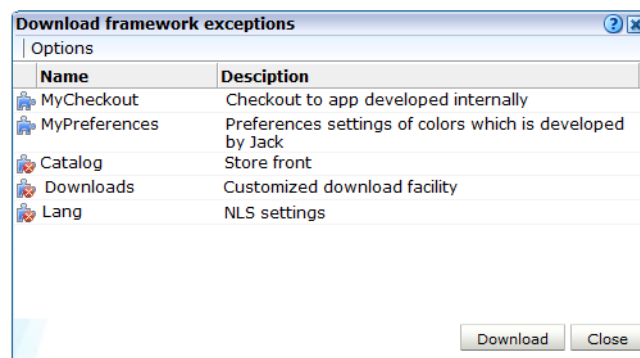 Download framework exceptions
Options
Name Desciption
MyCheckout Checkout to app developed internally
MyPreferences Preferences settings of colors which is developed
by Jack
Catalog Store front
Downloads Customized download facility
Lang NLS settings
Download Close